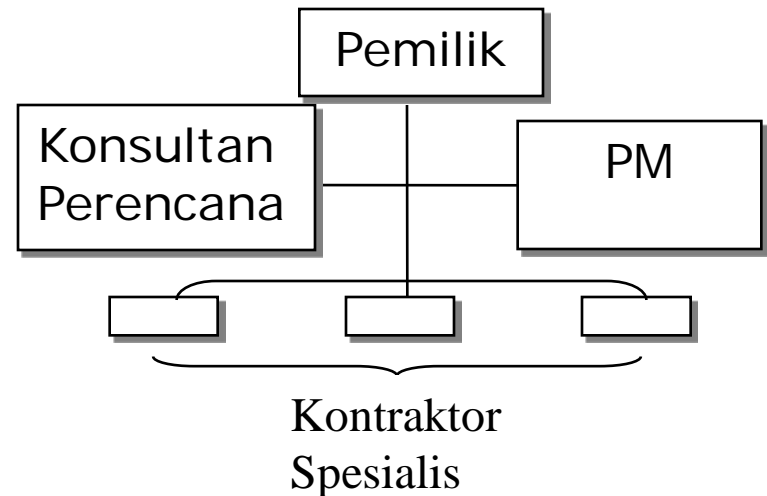 Pemilik
Konsultan
Perencana
PM
Kontraktor
Spesialis